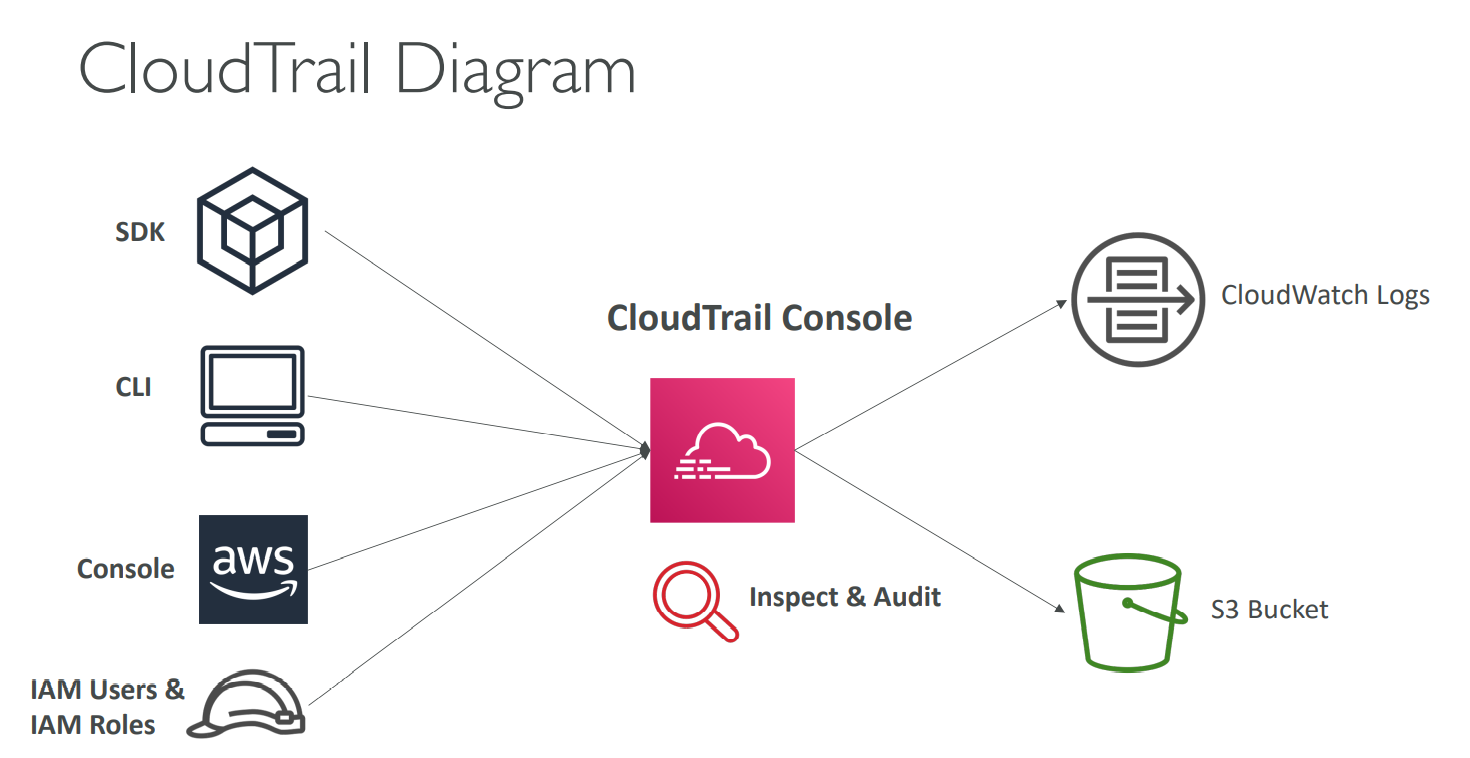 CloudTrail Diagram
SDK
CLI
Console
aws
IAM Users &
IAM Roles
CloudTrail Console
Inspect & Audit
CloudWatch Logs
S3 Bucket